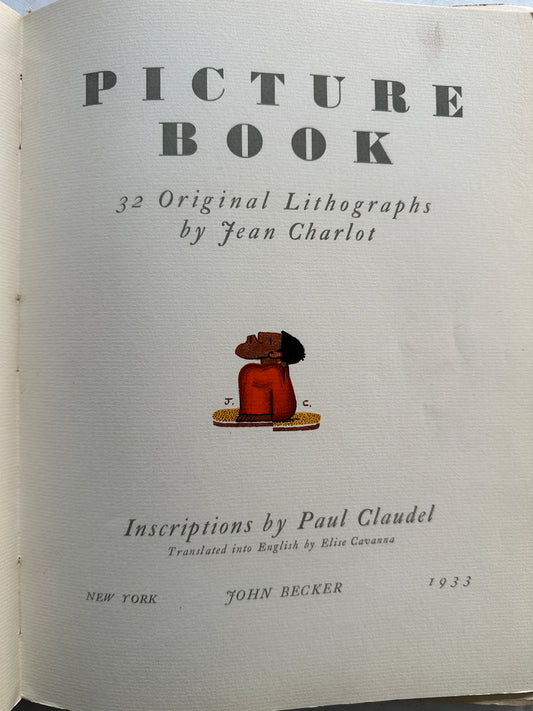 PICTURE
BOOK
32 Original Lithographs
by Jean Charlot
J. C.
Inscriptions by Paul Claudel
Translated into English by Elise Cavanna
NEW YORK JOHN BECKER 1933